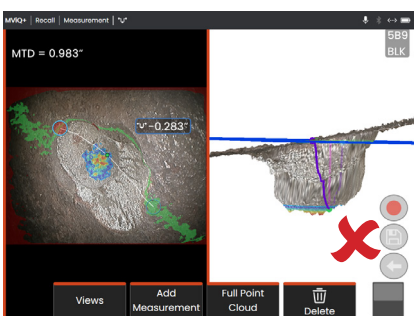 MViQ+ | Recall | Measurement |
MTD = 0.983"
-0.283"
5B9
BLK
Views
Add
Measurement
Full Point
Cloud
Delete